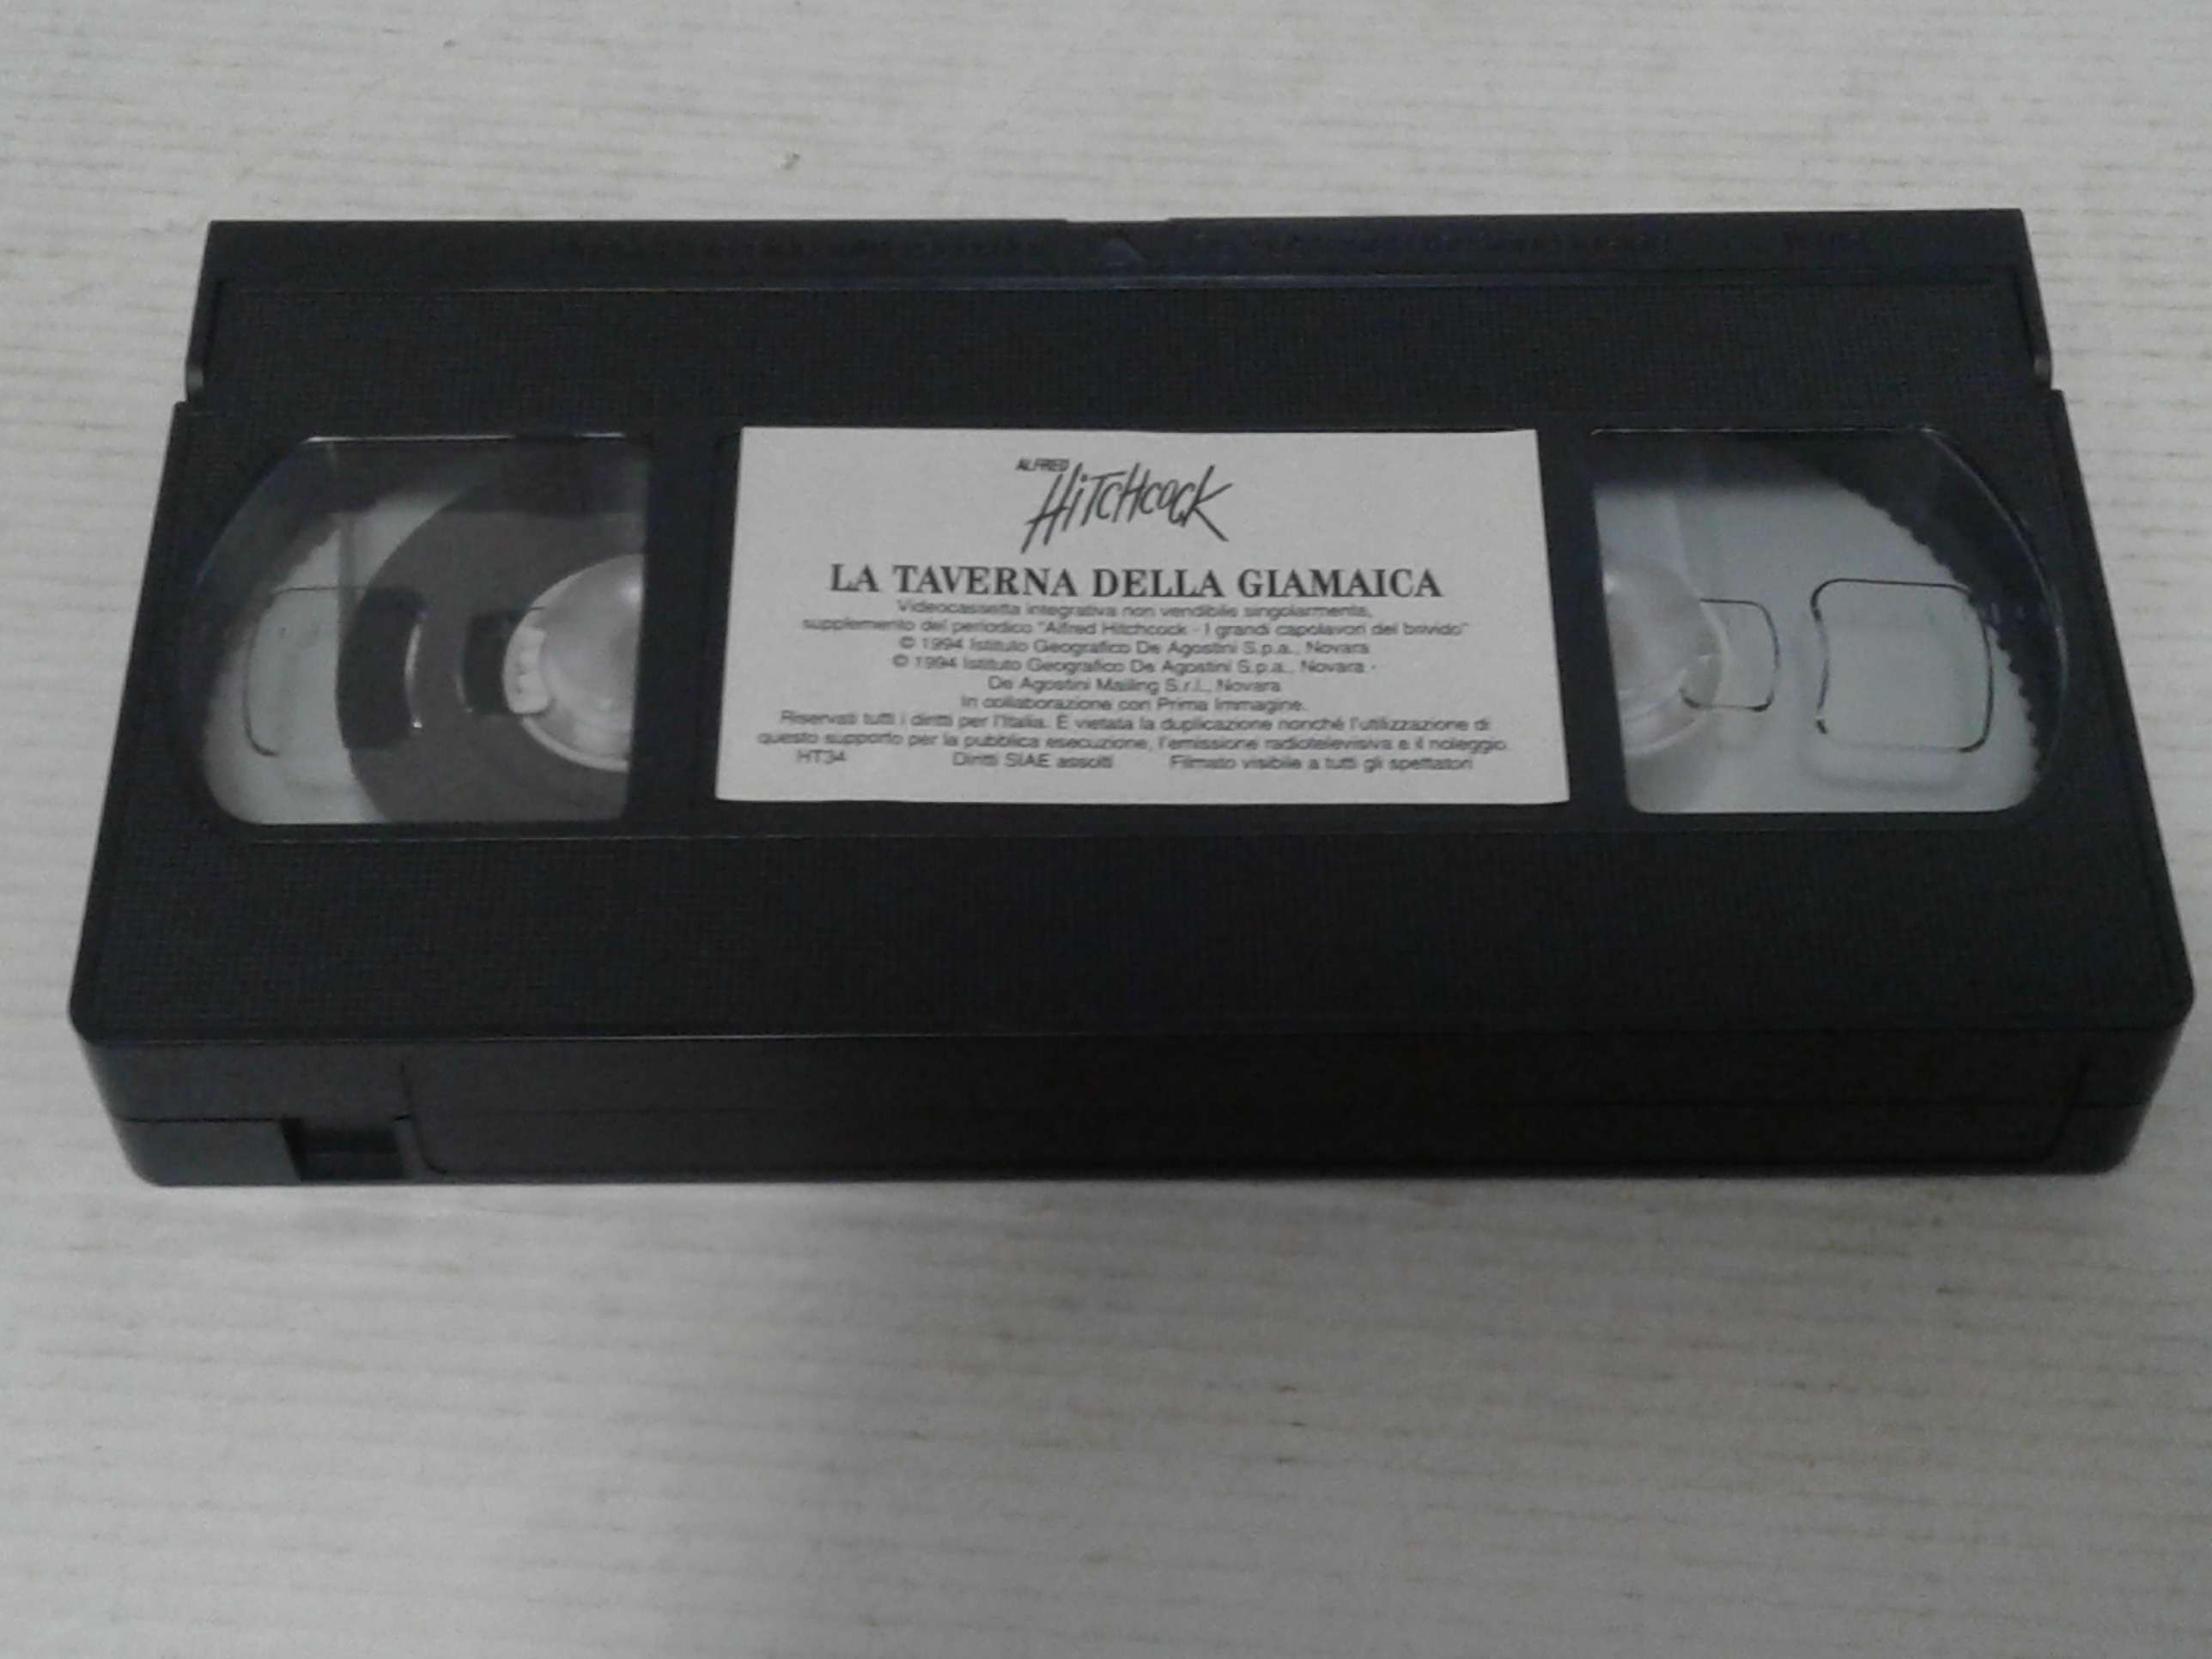 ALFRED
HITCHCOCK
LA TAVERNA DELLA GIAMAICA
Videocassetta integrativa non vendibile singolarmente,
supplemento del periodico "Alfred Hitchcock - I grandi capolavori del brivido"
© 1994 Istituto Geografico De Agostini S.p.a., Novara
© 1994 Istituto Geografico De Agostini S.p.a., Novara -
De Agostini Mailing S.r.l., Novara
In collaborazione con Prima Immagine.
Riservati tutti i diritti per l'Italia. È vietata la duplicazione nonché l'utilizzazione di
questo supporto per la pubblica esecuzione, l'emissione radiotelevisiva e il noleggio.
HT34 Diritti SIAE assolti Filmato visibile a tutti gli spettatori